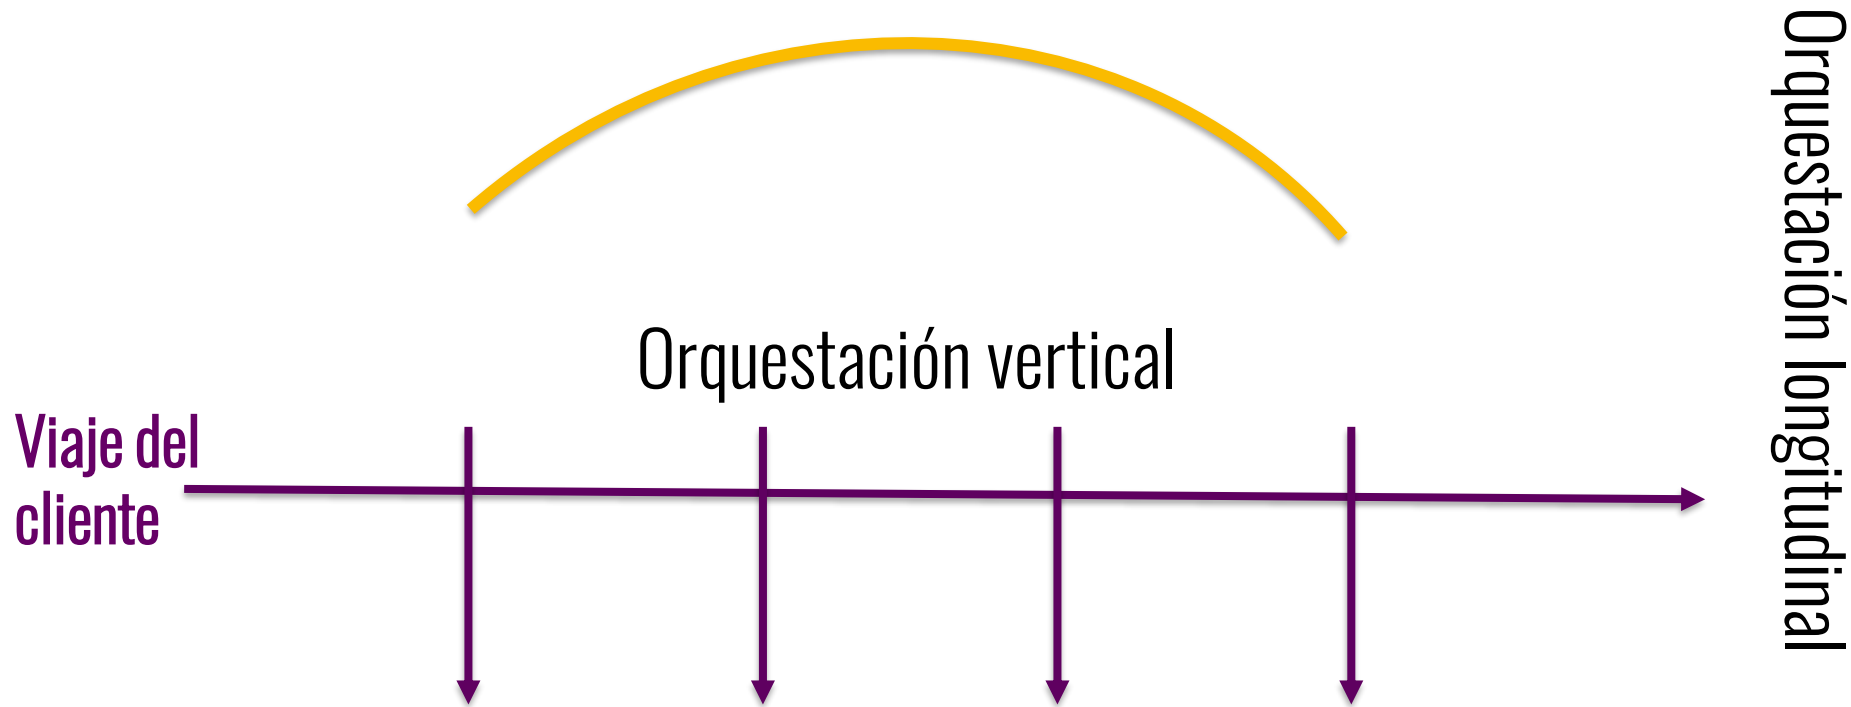 Orquestación vertical
Viaje del
cliente
Orquestación longitudinal